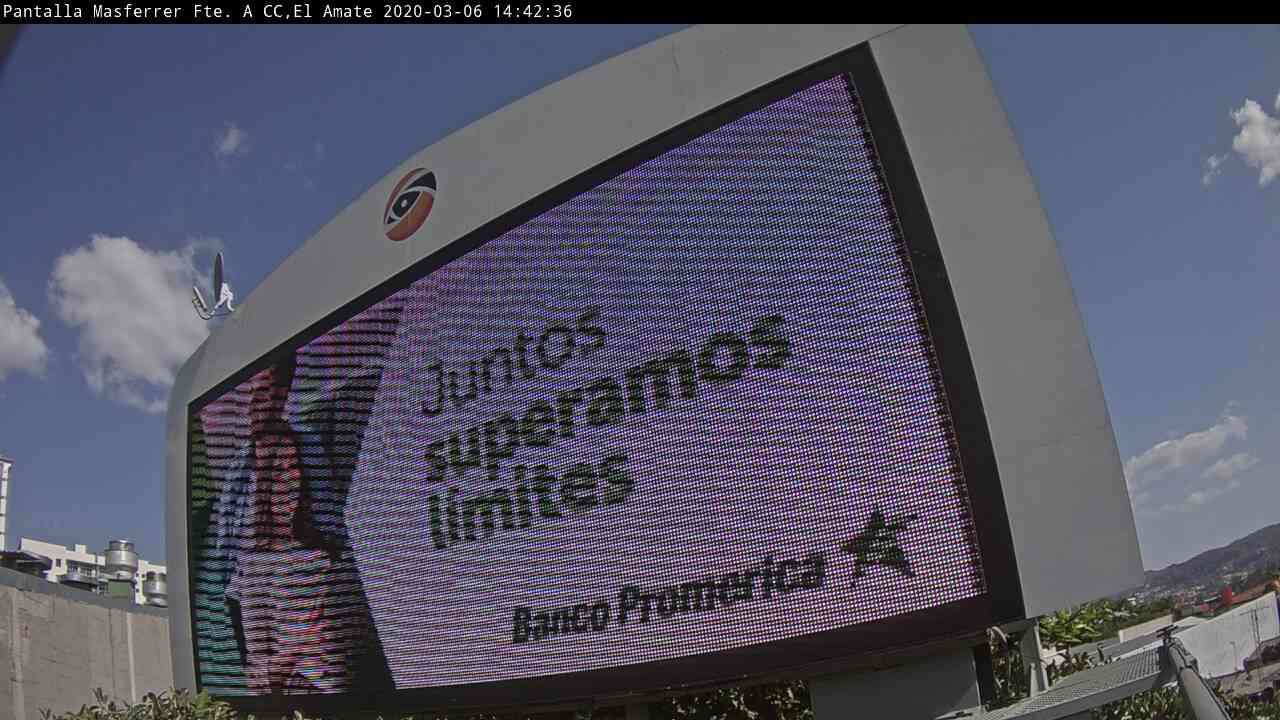 Pantalla Masferrer Fte. A CC,El Amate 2020-03-06 14:42:36
Juntos
superamos
límites
Banco Promerica